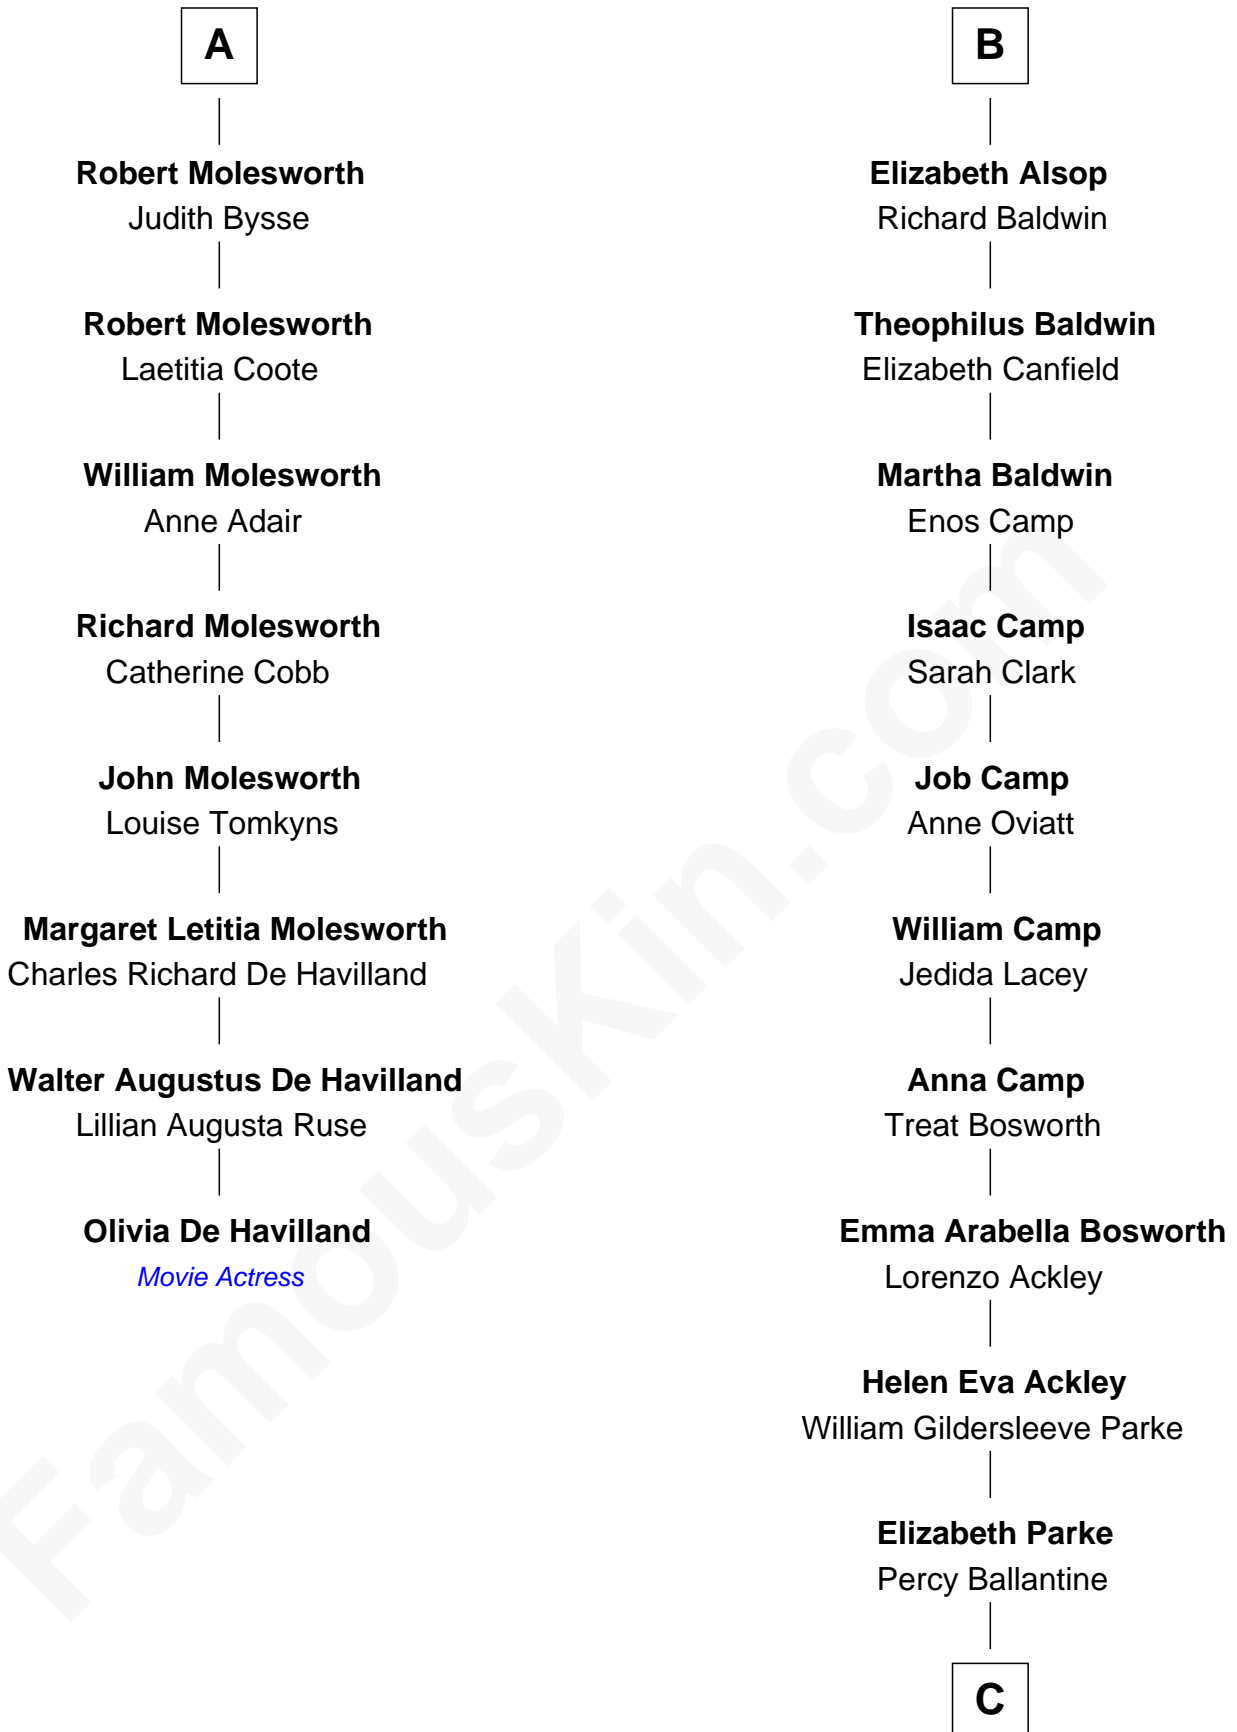 A
Robert Molesworth
Judith Bysse
Robert Molesworth
Laetitia Coote
William Molesworth
Anne Adair
Richard Molesworth
Catherine Cobb
John Molesworth
Louise Tomkyns
Margaret Letitia Molesworth
Charles Richard De Havilland
Walter Augustus De Havilland
Lillian Augusta Ruse
Olivia De Havilland
Movie Actress
B
Elizabeth Alsop
Richard Baldwin
Theophilus Baldwin
Elizabeth Canfield
Martha Baldwin
Enos Camp
Isaac Camp
Sarah Clark
Job Camp
Anne Oviatt
William Camp
Jedida Lacey
Anna Camp
Treat Bosworth
Emma Arabella Bosworth
Lorenzo Ackley
Helen Eva Ackley
William Gildersleeve Parke
Elizabeth Parke
Percy Ballantine
C
FamousKin.com